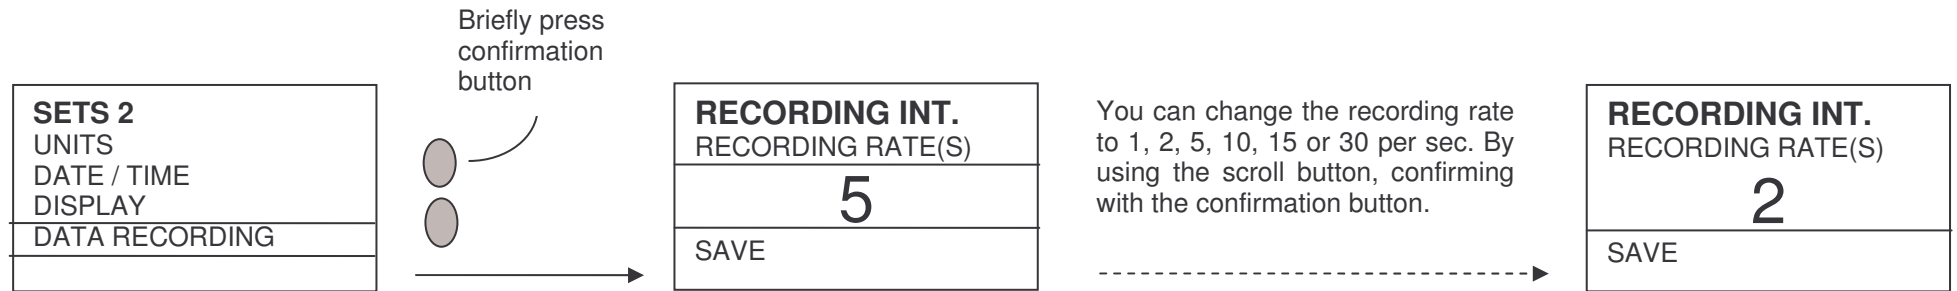 Briefly press
confirmation
button
SETS 2
UNITS
DATE / TIME
DISPLAY
DATA RECORDING
RECORDING INT.
RECORDING RATE(S)
5
SAVE
You can change the recording rate
to 1, 2, 5, 10, 15 or 30 per sec. By
using the scroll button, confirming
with the confirmation button.
RECORDING INT.
RECORDING RATE(S)
2
SAVE